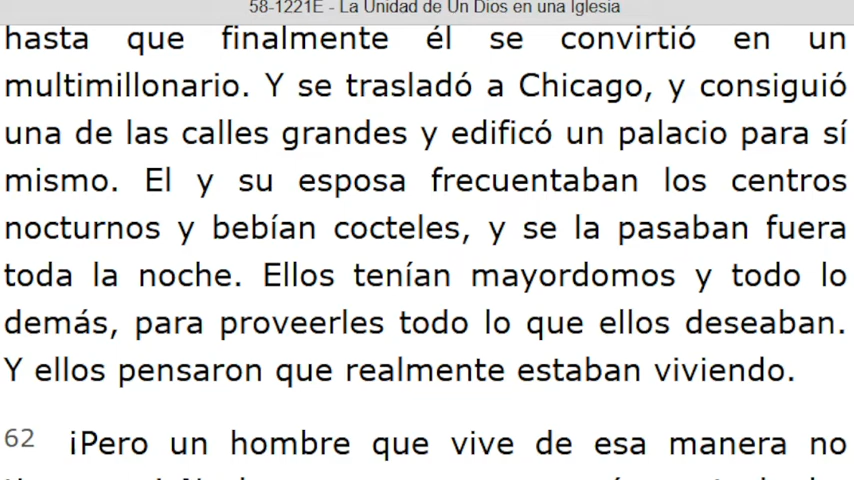 58-1221E - La Unidad de Un Dios en una Iglesia
hasta que finalmente él se convirtió en un
multimillonario. Y se trasladó a Chicago, y consiguió
una de las calles grandes y edificó un palacio para sí
mismo. El y su esposa frecuentaban los centros
nocturnos y bebían cocteles, y se la pasaban fuera
toda la noche. Ellos tenían mayordomos y todo lo
demás, para proveerles todo lo que ellos deseaban.
Y ellos pensaron que realmente estaban viviendo.
62 ¡Pero un hombre que vive de esa manera no